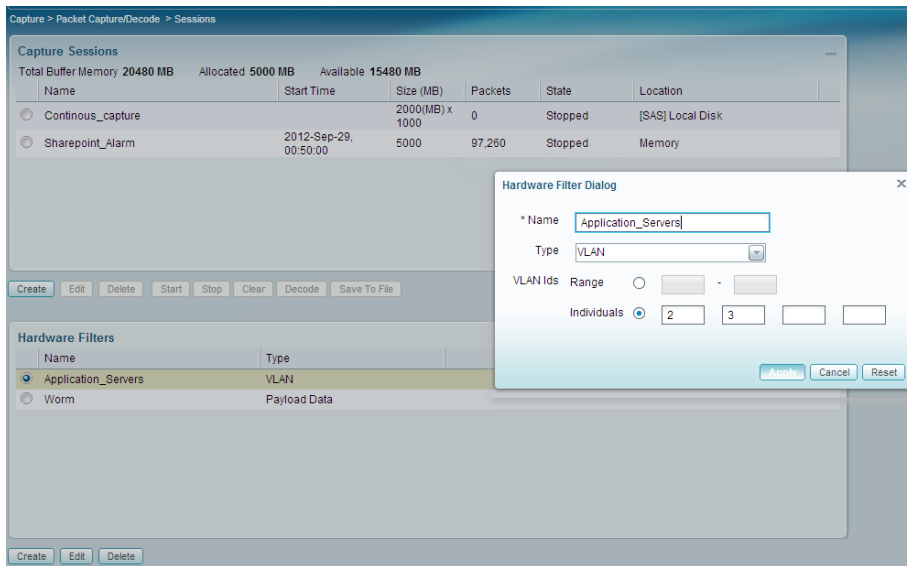 Capture > Packet Capture/Decode > Sessions
Capture Sessions
Total Buffer Memory 20480 MB Allocated 5000 MB Available 15480 MB
Name Start Time Size (MB) Packets State Location
Continous_capture 2000(MB) x 1000 0 Stopped [SAS] Local Disk
Sharepoint_Alarm 2012-Sep-29, 00:50:00 5000 97,260 Stopped Memory
Create Edit Delete Start Stop Clear Decode Save To File
Hardware Filters
Name Type
Application_Servers VLAN
Worm Payload Data
Create Edit Delete
Hardware Filter Dialog X
* Name Application_Servers
Type VLAN
VLAN Ids Range -
Individuals 2 3
Apply Cancel Reset